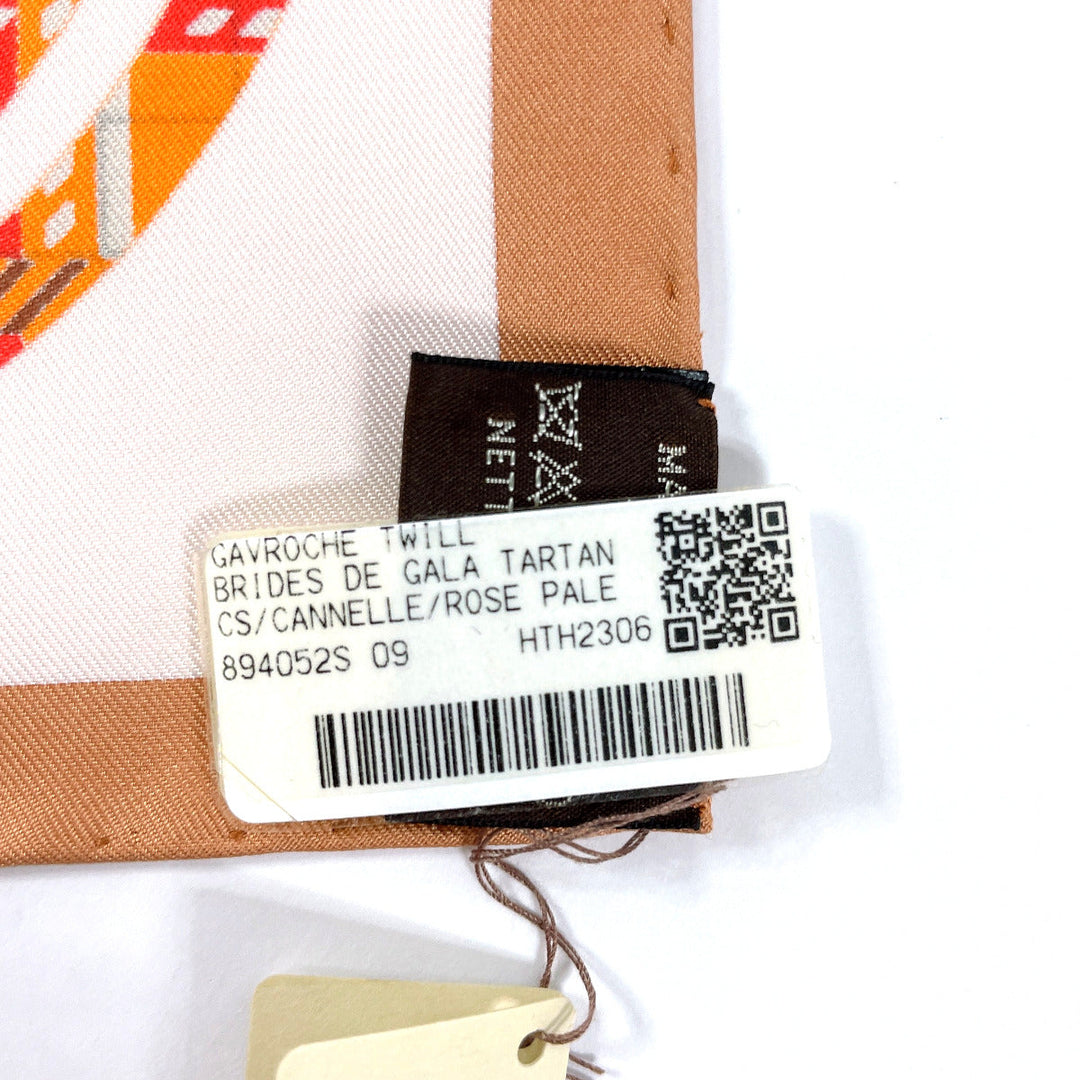 GAVROCHE TWILL
BRIDES DE GALA TARTAN
CS/CANNELLE/ROSE PALE
894052S 09 HTH2306